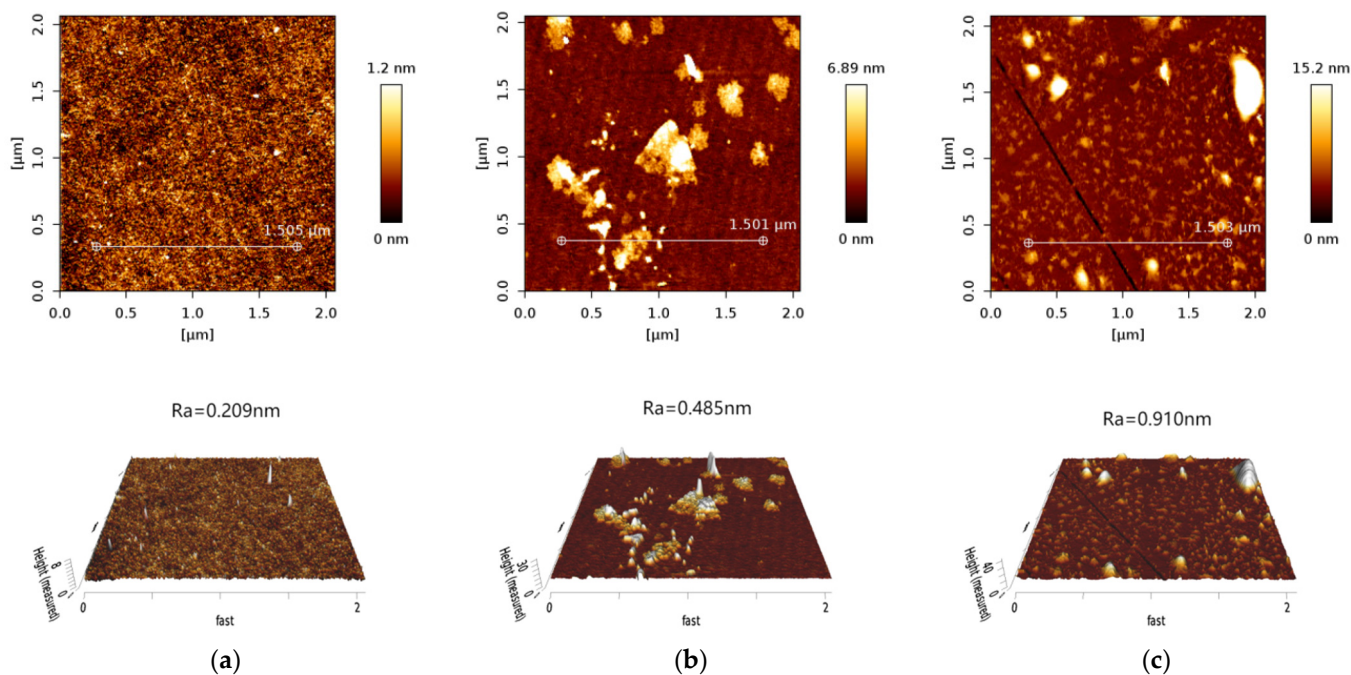 2.0
1.5
1.0
0.5
0.0
[µm]
1.505 µm
0.0 0.5 1.0 1.5 2.0
[µm]
1.2 nm
0 nm
2.0
1.5
1.0
0.5
0.0
[µm]
1.501 µm
0.0 0.5 1.0 1.5 2.0
[µm]
6.89 nm
0 nm
2.0
1.5
1.0
0.5
0.0
[µm]
1.503 µm
0.0 0.5 1.0 1.5 2.0
[µm]
15.2 nm
0 nm
Ra=0.209nm
Height (measured)
8
0
0 2
fast
Ra=0.485nm
Height (measured)
30
0
0 2
fast
Ra=0.910nm
Height (measured)
40
0
0 2
fast
(a) (b) (c)